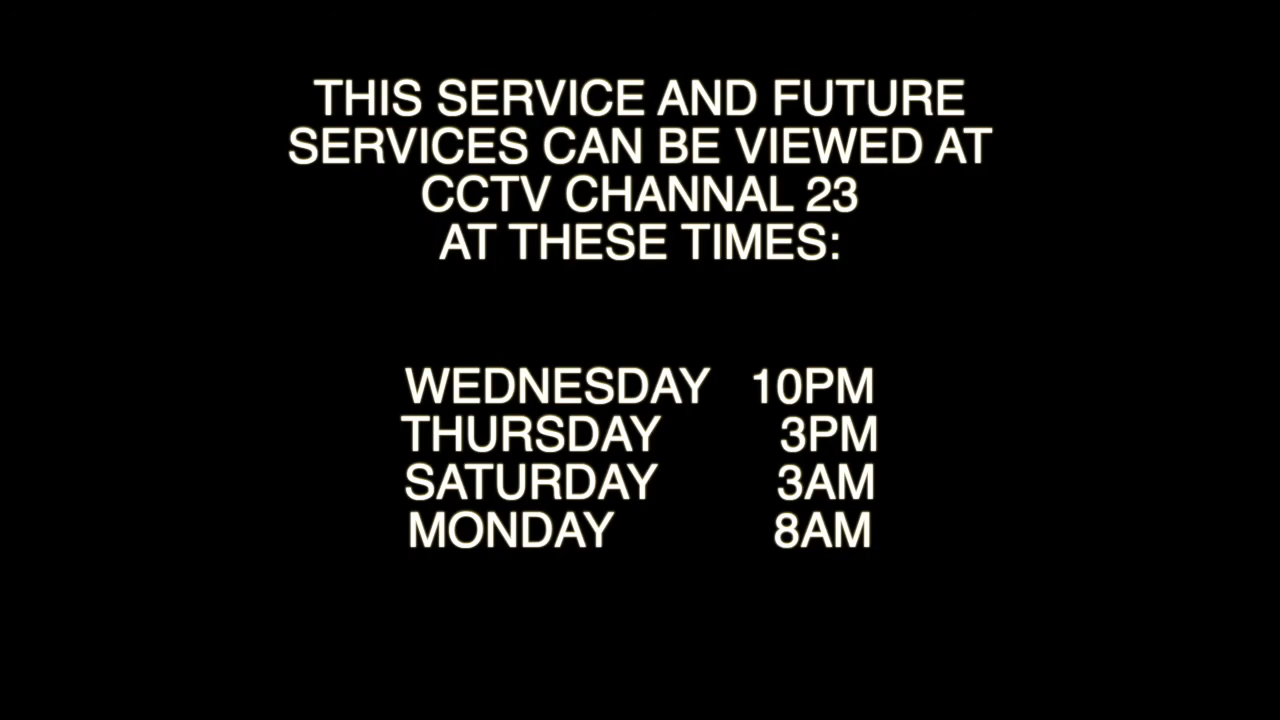 THIS SERVICE AND FUTURE
SERVICES CAN BE VIEWED AT
CCTV CHANNAL 23
AT THESE TIMES:
WEDNESDAY 10PM
THURSDAY 3PM
SATURDAY 3AM
MONDAY 8AM